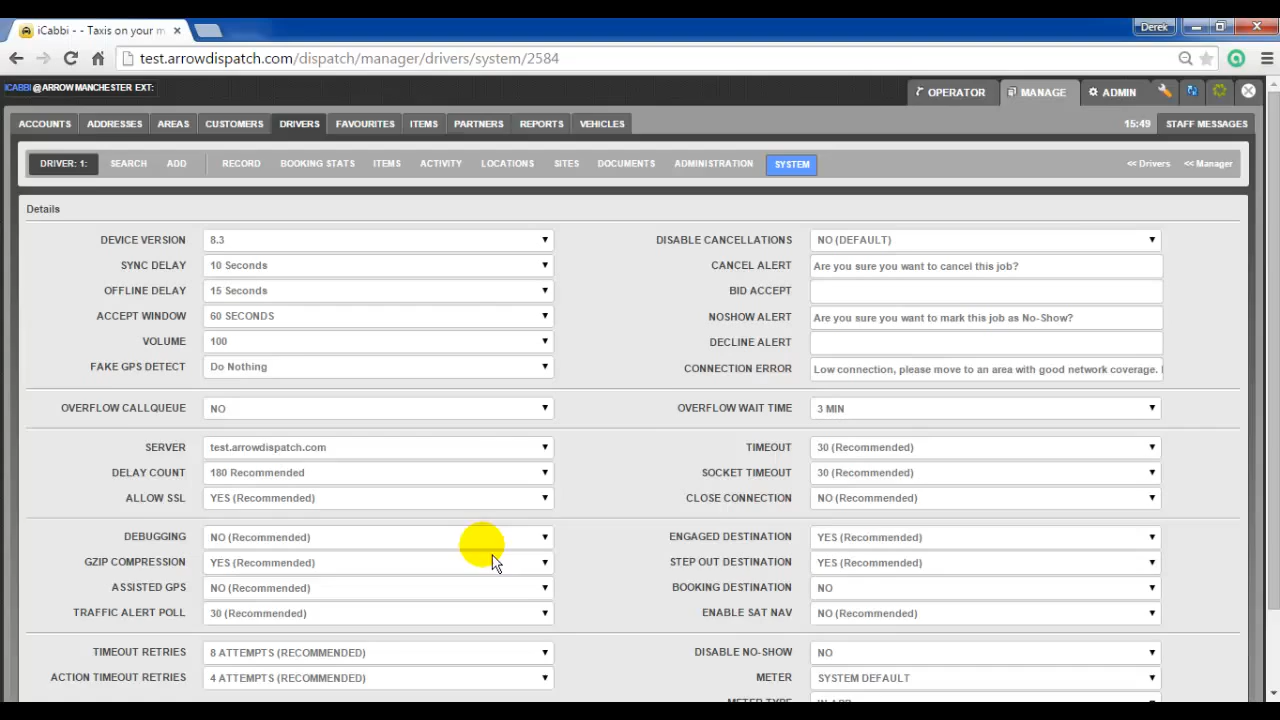 iCabbi - - Taxis on your m
Derek
test.arrowdispatch.com/dispatch/manager/drivers/system/2584
ICABBI @ARROW MANCHESTER EXT:
OPERATOR MANAGE ADMIN
ACCOUNTS ADDRESSES AREAS CUSTOMERS DRIVERS FAVOURITES ITEMS PARTNERS REPORTS VEHICLES 15:49 STAFF MESSAGES
DRIVER: 1: SEARCH ADD RECORD BOOKING STATS ITEMS ACTIVITY LOCATIONS SITES DOCUMENTS ADMINISTRATION SYSTEM << Drivers << Manager
Details
DEVICE VERSION 8.3 DISABLE CANCELLATIONS NO (DEFAULT)
SYNC DELAY 10 Seconds CANCEL ALERT Are you sure you want to cancel this job?
OFFLINE DELAY 15 Seconds BID ACCEPT
ACCEPT WINDOW 60 SECONDS NOSHOW ALERT Are you sure you want to mark this job as No-Show?
VOLUME 100 DECLINE ALERT
FAKE GPS DETECT Do Nothing CONNECTION ERROR Low connection, please move to an area with good network coverage.
OVERFLOW CALLQUEUE NO OVERFLOW WAIT TIME 3 MIN
SERVER test.arrowdispatch.com TIMEOUT 30 (Recommended)
DELAY COUNT 180 Recommended SOCKET TIMEOUT 30 (Recommended)
ALLOW SSL YES (Recommended) CLOSE CONNECTION NO (Recommended)
DEBUGGING NO (Recommended) ENGAGED DESTINATION YES (Recommended)
GZIP COMPRESSION YES (Recommended) STEP OUT DESTINATION YES (Recommended)
ASSISTED GPS NO (Recommended) BOOKING DESTINATION NO
TRAFFIC ALERT POLL 30 (Recommended) ENABLE SAT NAV NO (Recommended)
TIMEOUT RETRIES 8 ATTEMPTS (RECOMMENDED) DISABLE NO-SHOW NO
ACTION TIMEOUT RETRIES 4 ATTEMPTS (RECOMMENDED) METER SYSTEM DEFAULT
METER TYPE IN APP